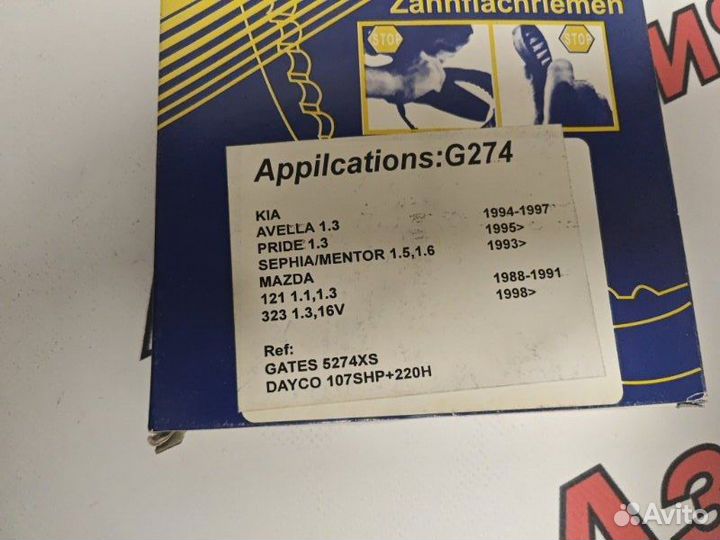 Zahnflachriemen
STOP
STOP
Appilcations:G274
KIA
AVELLA 1.3 1994-1997
PRIDE 1.3 1995>
SEPHIA/MENTOR 1.5,1.6 1993>
MAZDA
121 1.1,1.3 1988-1991
323 1.3,16V 1998>
Ref:
GATES 5274XS
DAYCO 107SHP+220H
Avito